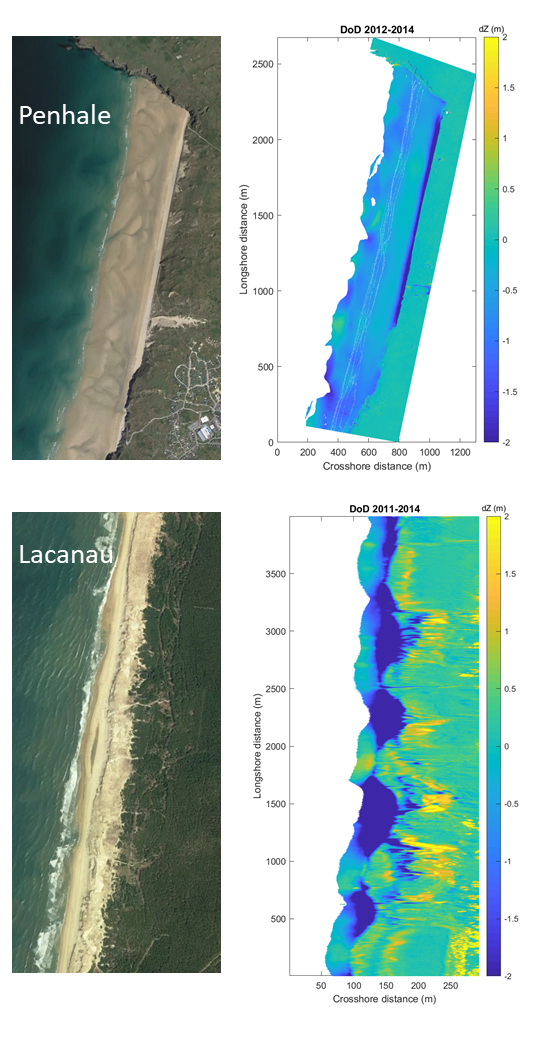 Penhale
DoD 2012-2014
dZ (m)
2
1.5
1
0.5
0
-0.5
-1
-1.5
-2
2500
2000
1500
1000
500
0
Longshore distance (m)
0 200 400 600 800 1000 1200
Crosshore distance (m)
Lacanau
DoD 2011-2014
dZ (m)
2
1.5
1
0.5
0
-0.5
-1
-1.5
-2
3500
3000
2500
2000
1500
1000
500
Longshore distance (m)
50 100 150 200 250
Crosshore distance (m)